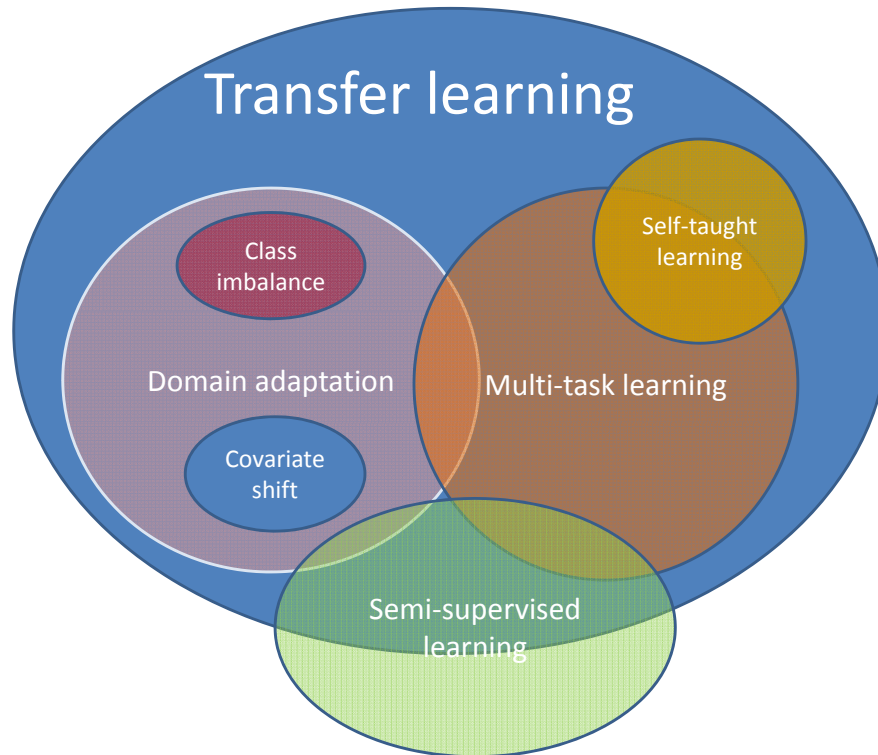 Transfer learning
Self-taught
learning
Class
imbalance
Domain adaptation
Multi-task learning
Covariate
shift
Semi-supervised
learning